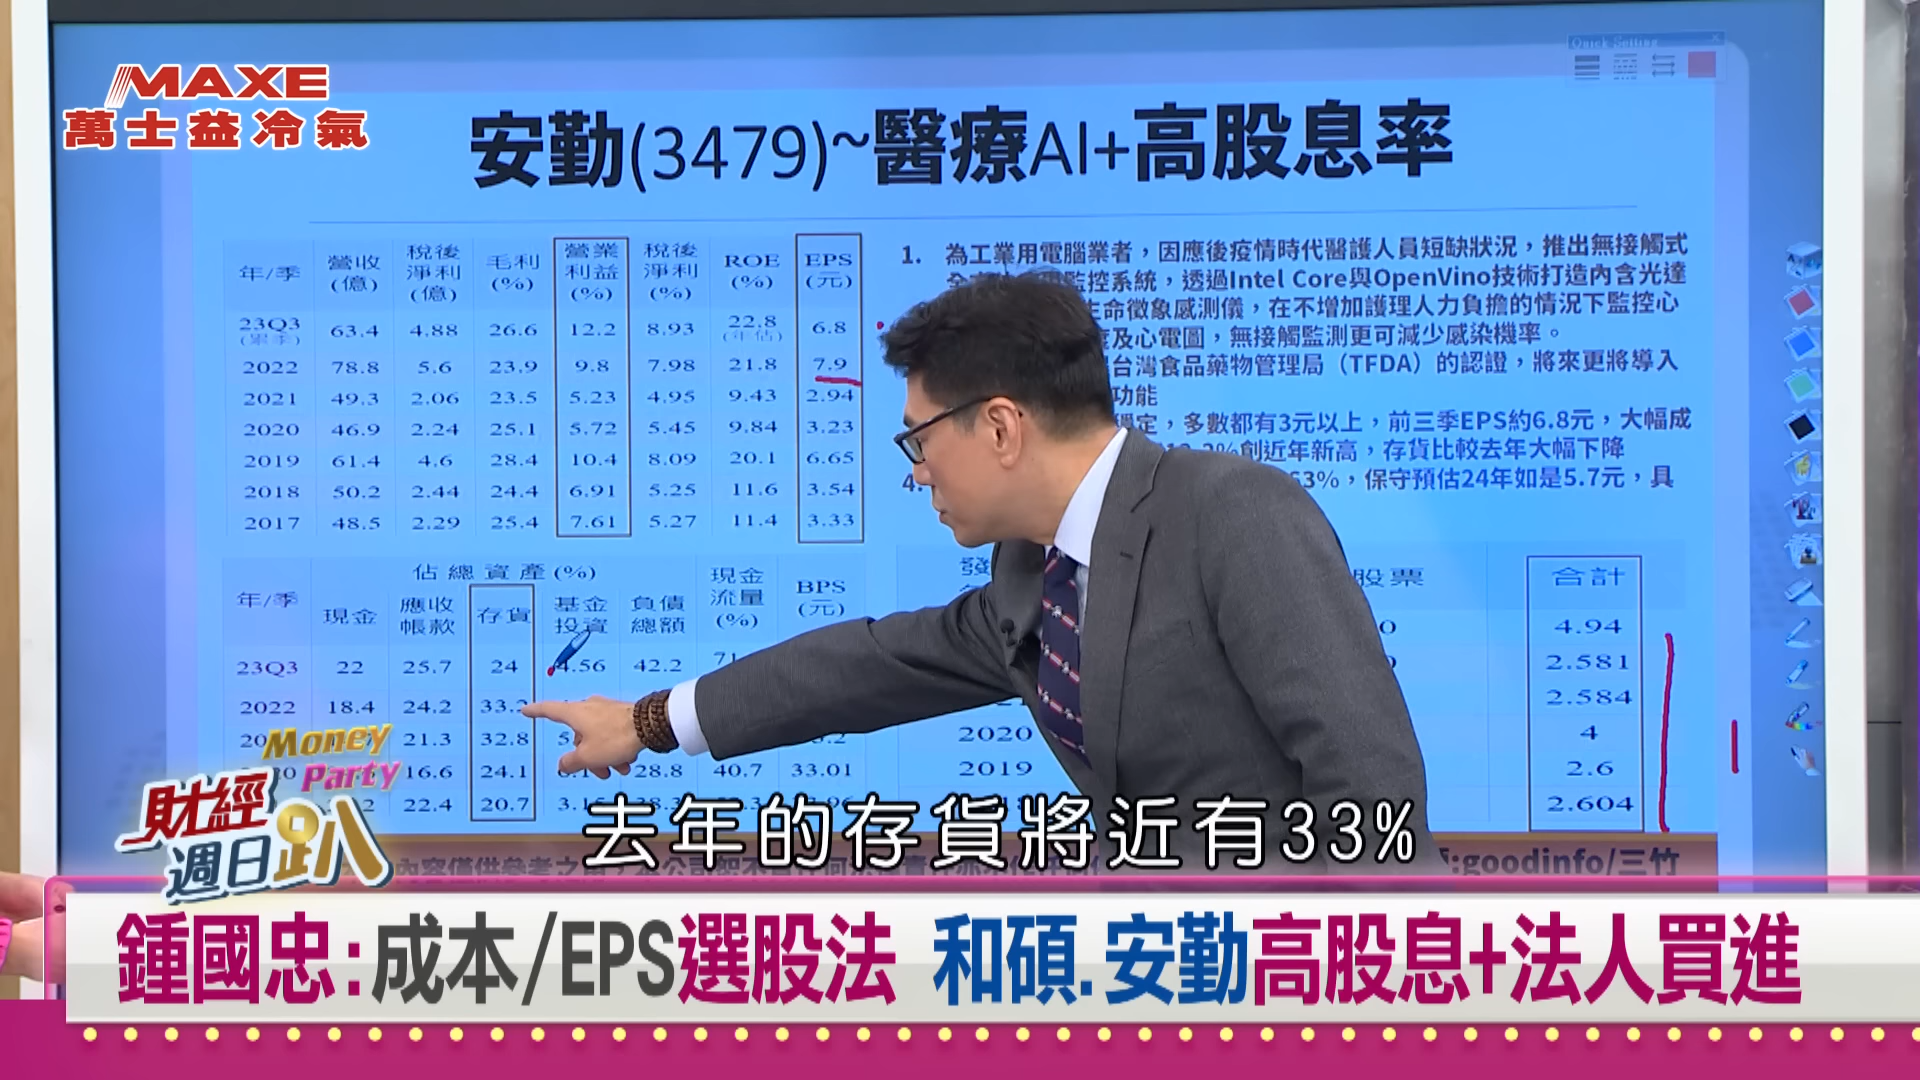 MAXE
萬士益冷氣
Quick Setting
安勤(3479)~醫療AI+高股息率
年/季 營收(億) 稅後淨利(億) 毛利(%) 營業利益(%) 稅後淨利(%) ROE(%) EPS(元)
23Q3(累季) 63.4 4.88 26.6 12.2 8.93 22.8(年估) 6.8
2022 78.8 5.6 23.9 9.8 7.98 21.8 7.9
2021 49.3 2.06 23.5 5.23 4.95 9.43 2.94
2020 46.9 2.24 25.1 5.72 5.45 9.84 3.23
2019 61.4 4.6 28.4 10.4 8.09 20.1 6.65
2018 50.2 2.44 24.4 6.91 5.25 11.6 3.54
2017 48.5 2.29 25.4 7.61 5.27 11.4 3.33
1. 為工業用電腦業者，因應後疫情時代醫護人員短缺狀況，推出無接觸式
監控系統，透過Intel Core與OpenVino技術打造內含光達
生命徵象感測儀，在不增加護理人力負擔的情況下監控心
度及心電圖，無接觸監測更可減少感染機率。
台灣食品藥物管理局（TFDA）的認證，將來更將導入
功能
穩定，多數都有3元以上，前三季EPS約6.8元，大幅成
創近年新高，存貨比較去年大幅下降
4. 63%，保守預估24年如是5.7元，具
年/季 佔總資產(%) 現金流量(%) BPS(元)
現金 應收帳款 存貨 基金投資 負債總額
23Q3 22 25.7 24 4.56 42.2 71
2022 18.4 24.2 33.2
21.3 32.8
16.6 24.1 28.8 40.7 33.01
22.4 20.7
股票 合計
0 4.94
2.581
2.584
2020 4
2019 2.6
2.604
Money Party
財經週日趴
去年的存貨將近有33%
:goodinfo/三竹
鍾國忠:成本/EPS選股法 和碩.安勤高股息+法人買進